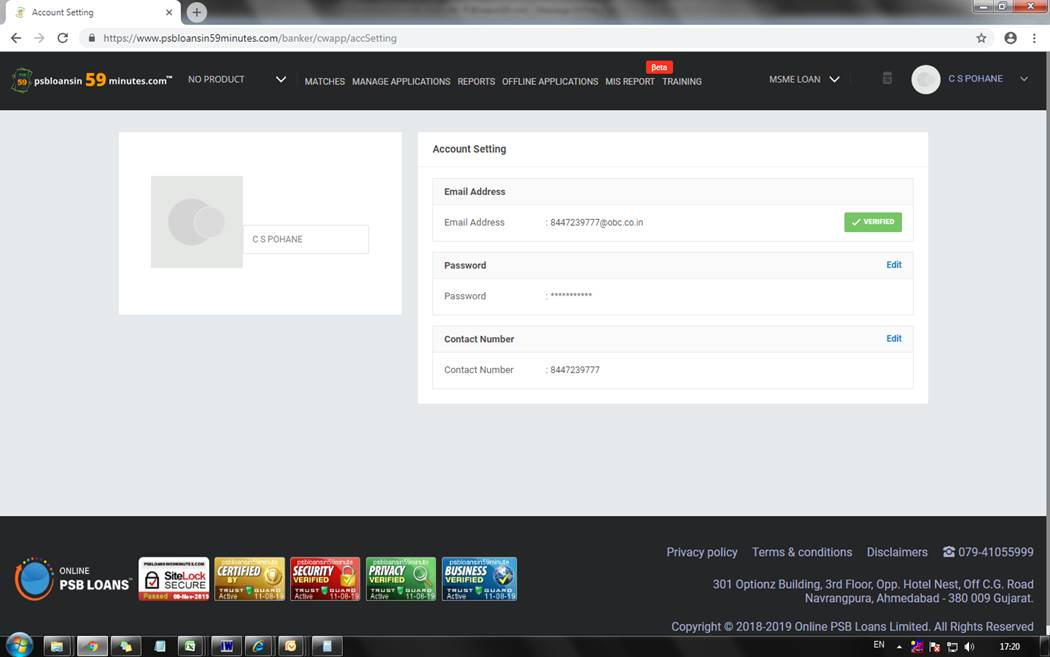 Account Setting
https://www.psbloansin59minutes.com/banker/cwapp/accSetting
psbloansin 59 minutes.com™
NO PRODUCT
MATCHES MANAGE APPLICATIONS REPORTS OFFLINE APPLICATIONS MIS REPORT Beta TRAINING
MSME LOAN
C S POHANE
C S POHANE
Account Setting
Email Address
Email Address : 8447239777@obc.co.in VERIFIED
Password Edit
Password : ***********
Contact Number Edit
Contact Number : 8447239777
ONLINE
PSB LOANS™
PSBLOANSIN59MINUTES.COM
SiteLock
SECURE
Passed 08-Nov-2019
psbloansin59minute
CERTIFIED
BY
TRUST GUARD
Active 11-08-19
psbloansin59minute
SECURITY
VERIFIED
TRUST GUARD
Active 11-08-19
psbloansin59minute
PRIVACY
VERIFIED
TRUST GUARD
Active 11-08-19
psbloansin59minute
BUSINESS
VERIFIED
TRUST GUARD
Active 11-08-19
Privacy policy Terms & conditions Disclaimers 079-41055999
301 Optionz Building, 3rd Floor, Opp. Hotel Nest, Off C.G. Road
Navrangpura, Ahmedabad - 380 009 Gujarat.
Copyright © 2018-2019 Online PSB Loans Limited. All Rights Reserved
EN 17:20